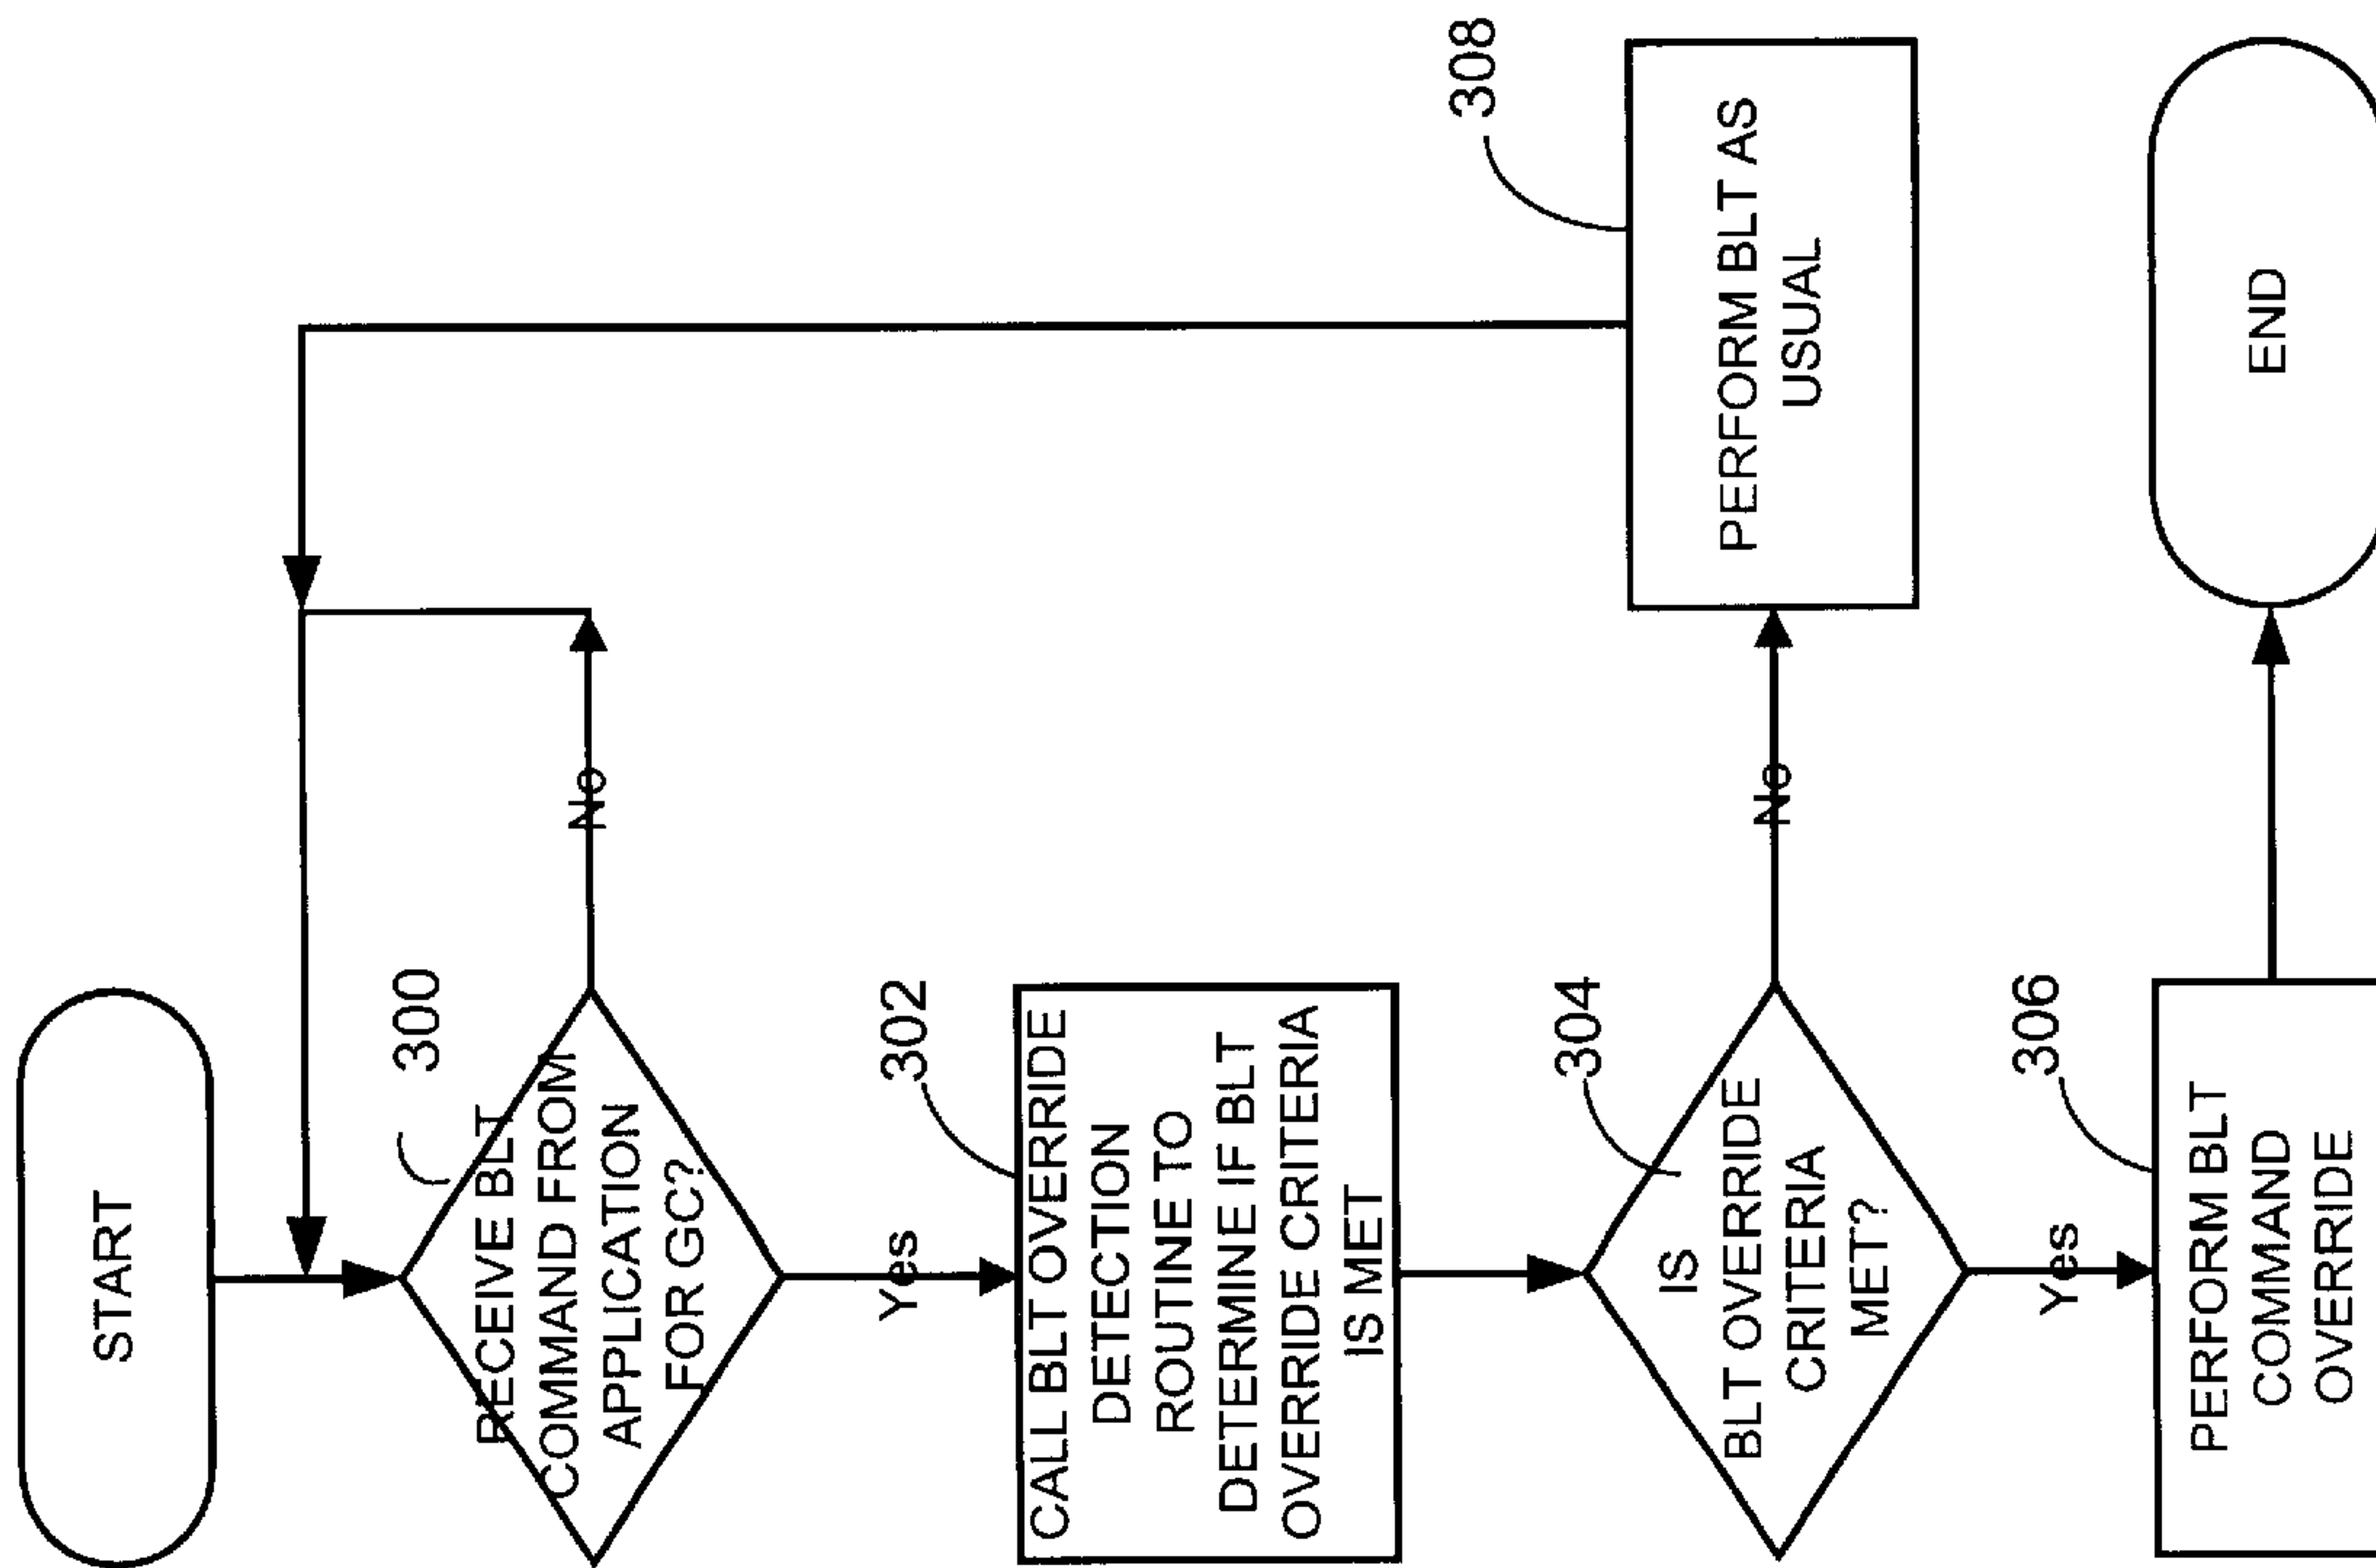 START
300
RECEIVE BLT
COMMAND FROM
APPLICATION
FOR GC?
No
Yes
302
CALL BLT OVERRIDE
DETECTION
ROUTINE TO
DETERMINE IF BLT
OVERRIDE CRITERIA
IS MET
304
IS
BLT OVERRIDE
CRITERIA
MET?
No
308
PERFORM BLT AS
USUAL
Yes
306
PERFORM BLT
COMMAND
OVERRIDE
END